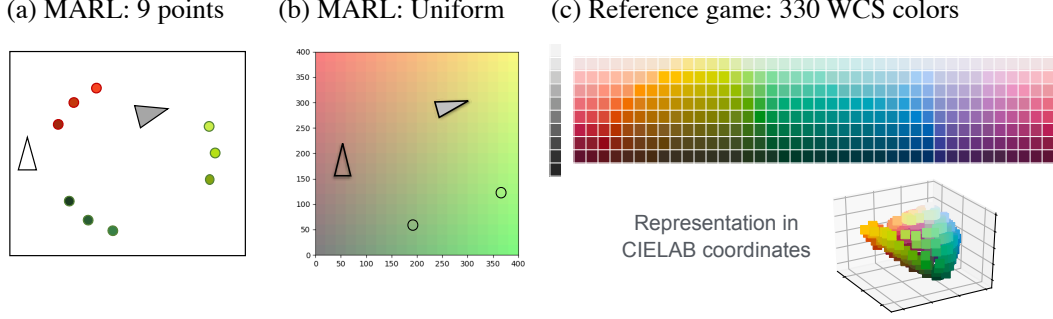 (a) MARL: 9 points
(b) MARL: Uniform
(c) Reference game: 330 WCS colors
400
350
300
250
200
150
100
50
0
0 50 100 150 200 250 300 350 400
Representation in
CIELAB coordinates